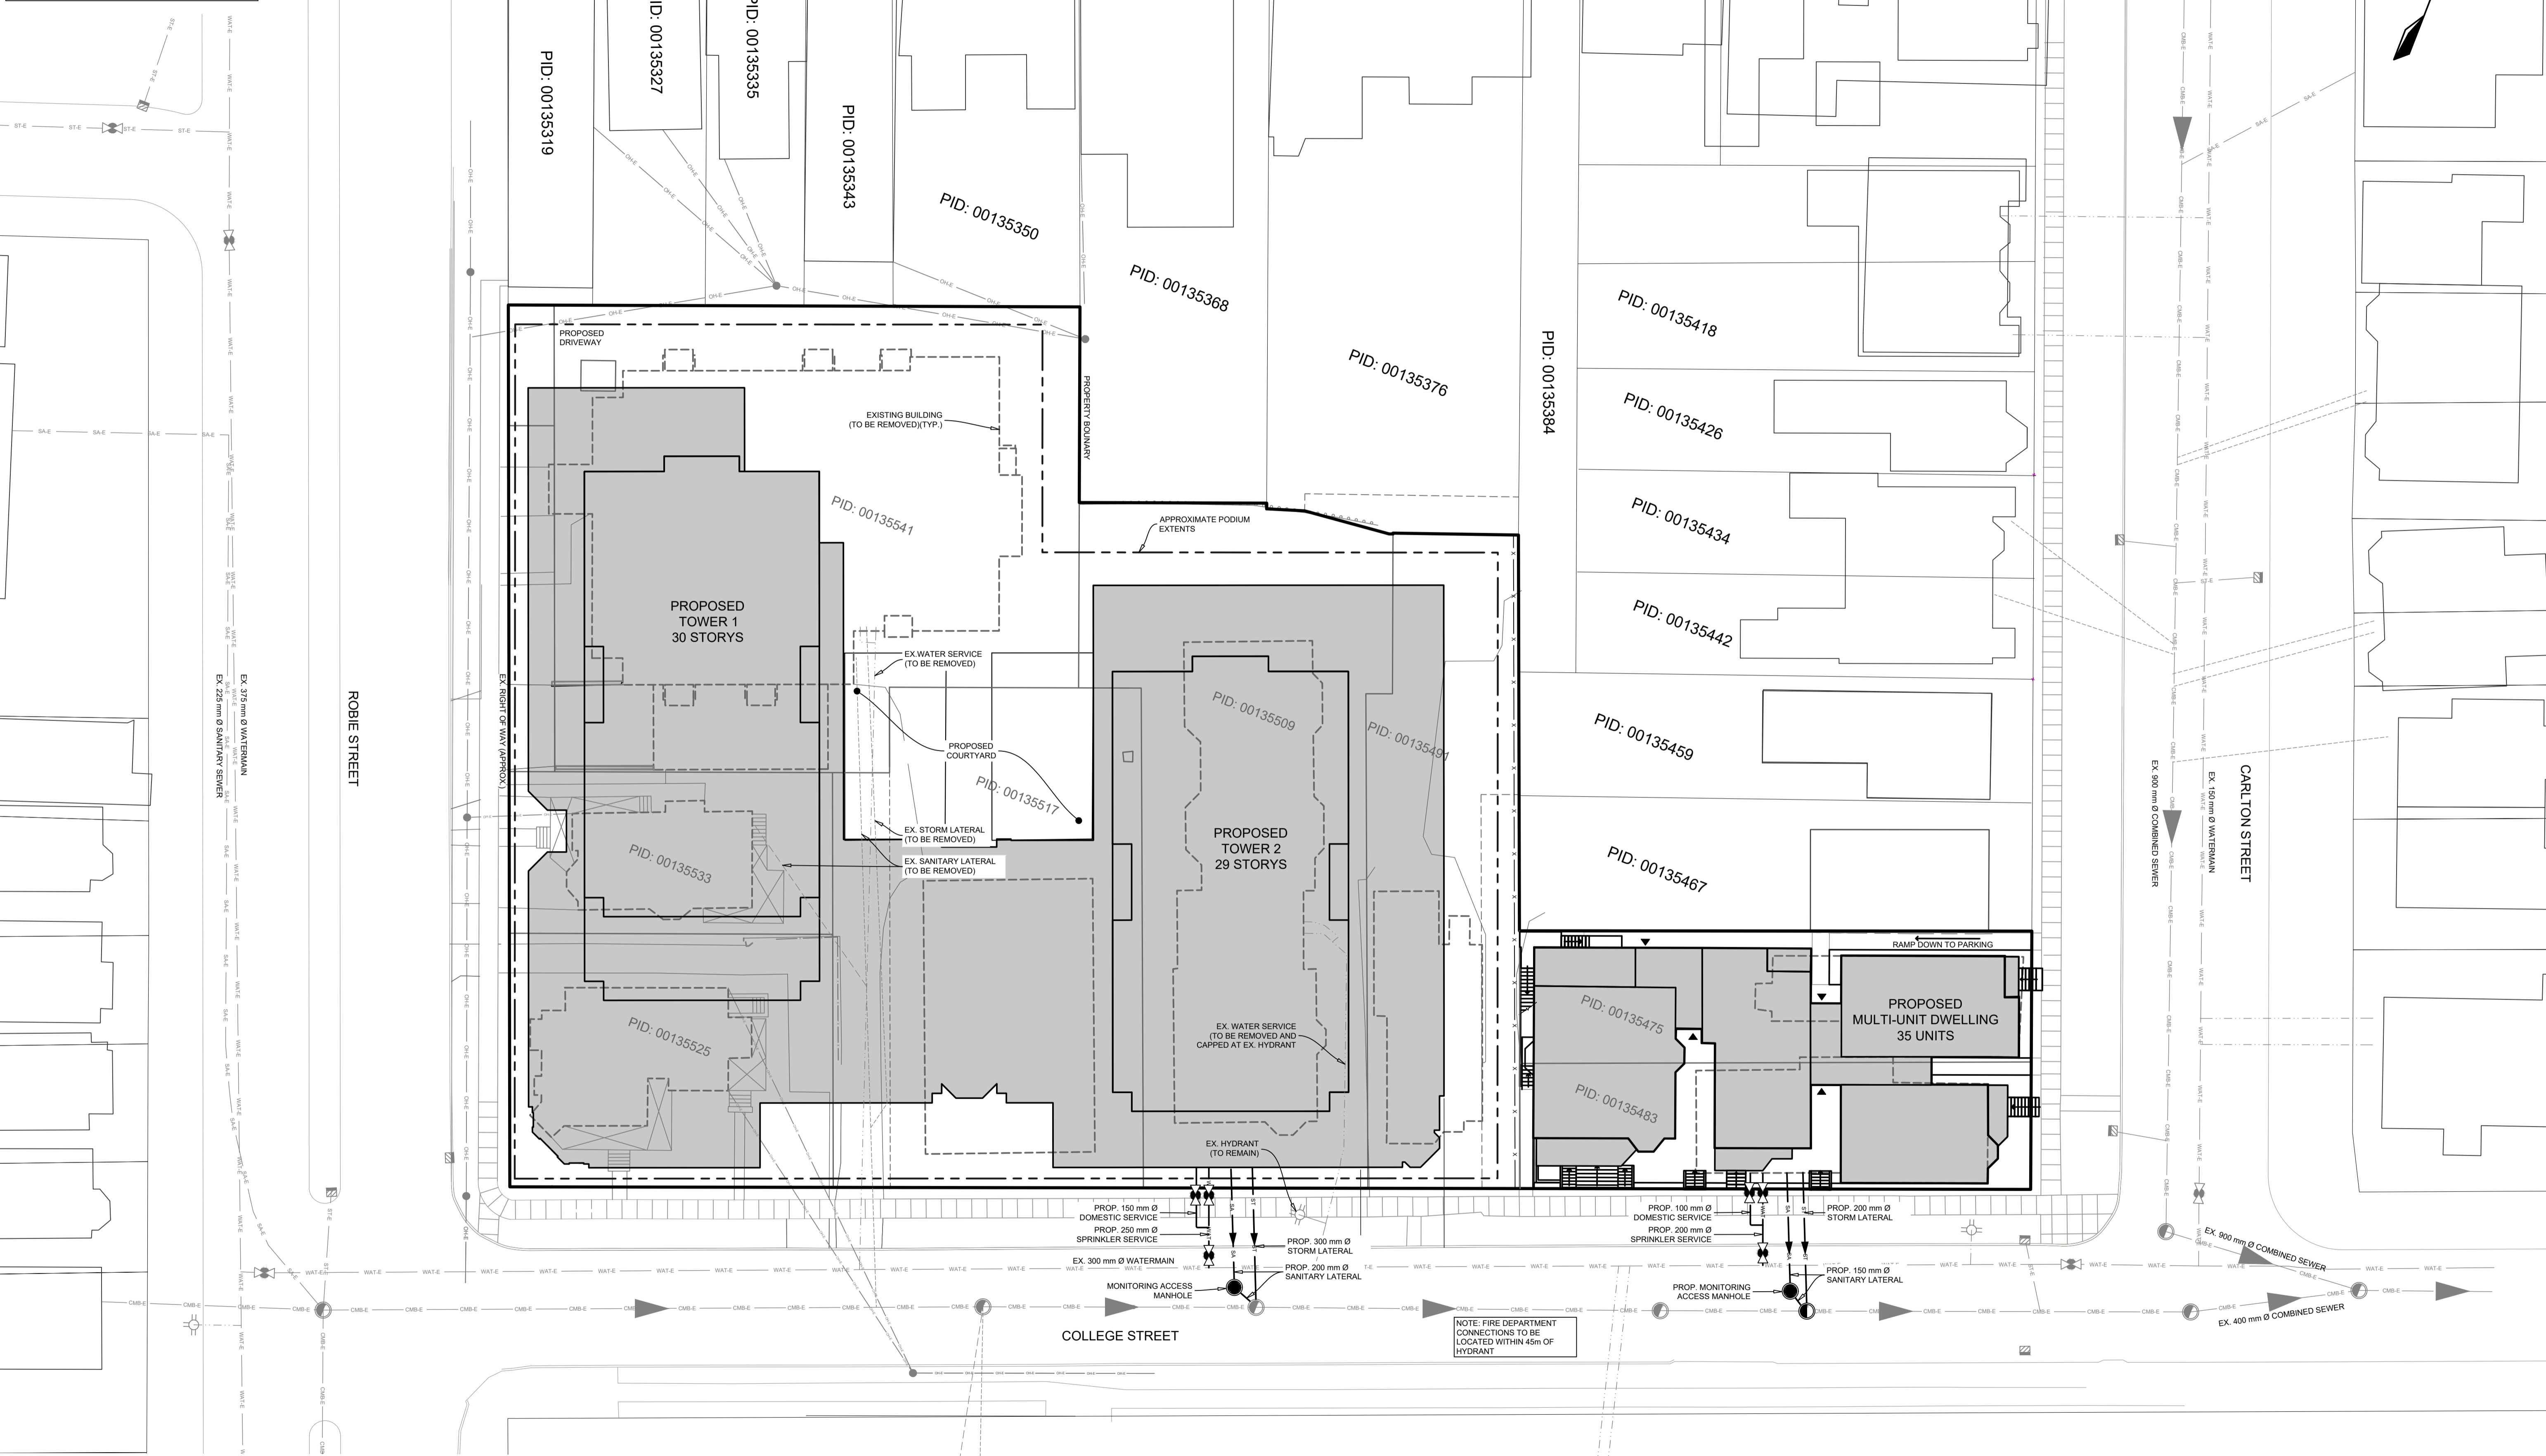 PID: 00135319
PID: 00135327
PID: 00135335
PID: 00135343
PID: 00135350
PID: 00135368
PID: 00135376
PID: 00135384
PID: 00135418
PID: 00135426
PID: 00135434
PID: 00135442
PID: 00135459
PID: 00135467
PROPOSED
DRIVEWAY
EXISTING BUILDING
(TO BE REMOVED)(TYP.)
PROPERTY BOUNARY
PID: 00135541
APPROXIMATE PODIUM
EXTENTS
PROPOSED
TOWER 1
30 STORYS
EX.WATER SERVICE
(TO BE REMOVED)
PROPOSED
COURTYARD
PID: 00135517
PID: 00135509
PID: 00135491
EX. STORM LATERAL
(TO BE REMOVED)
EX. SANITARY LATERAL
(TO BE REMOVED)
PROPOSED
TOWER 2
29 STORYS
PID: 00135533
PID: 00135525
EX. RIGHT OF WAY (APPROX.)
ROBIE STREET
EX. 375 mm Ø WATERMAIN
EX. 225 mm Ø SANITARY SEWER
EX. WATER SERVICE
(TO BE REMOVED AND
CAPPED AT EX. HYDRANT
EX. HYDRANT
(TO REMAIN)
RAMP DOWN TO PARKING
PID: 00135475
PID: 00135483
PROPOSED
MULTI-UNIT DWELLING
35 UNITS
CARLTON STREET
EX. 150 mm Ø WATERMAIN
EX. 900 mm Ø COMBINED SEWER
PROP. 150 mm Ø
DOMESTIC SERVICE
PROP. 250 mm Ø
SPRINKLER SERVICE
EX. 300 mm Ø WATERMAIN
MONITORING ACCESS
MANHOLE
PROP. 300 mm Ø
STORM LATERAL
PROP. 200 mm Ø
SANITARY LATERAL
PROP. 100 mm Ø
DOMESTIC SERVICE
PROP. 200 mm Ø
SPRINKLER SERVICE
PROP. MONITORING
ACCESS MANHOLE
PROP. 200 mm Ø
STORM LATERAL
PROP. 150 mm Ø
SANITARY LATERAL
COLLEGE STREET
NOTE: FIRE DEPARTMENT
CONNECTIONS TO BE
LOCATED WITHIN 45m OF
HYDRANT
EX. 900 mm Ø COMBINED SEWER
EX. 400 mm Ø COMBINED SEWER